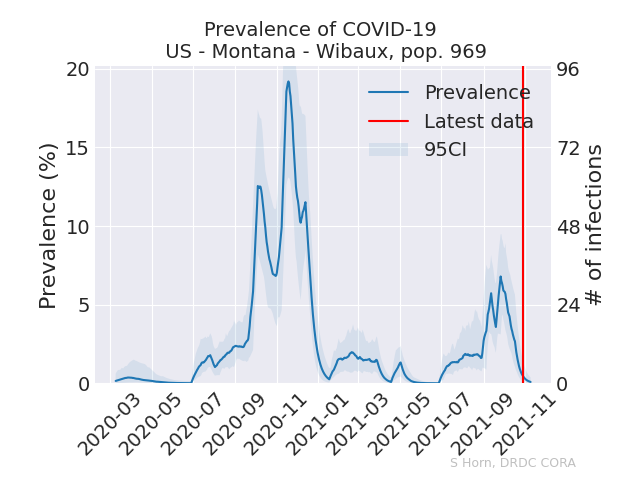 Prevalence of COVID-19
US - Montana - Wibaux, pop. 969
20
15
10
5
0
Prevalence (%)
96
72
48
24
0
# of infections
Prevalence
Latest data
95CI
2020-03
2020-05
2020-07
2020-09
2020-11
2021-01
2021-03
2021-05
2021-07
2021-09
2021-11
S Horn, DRDC CORA